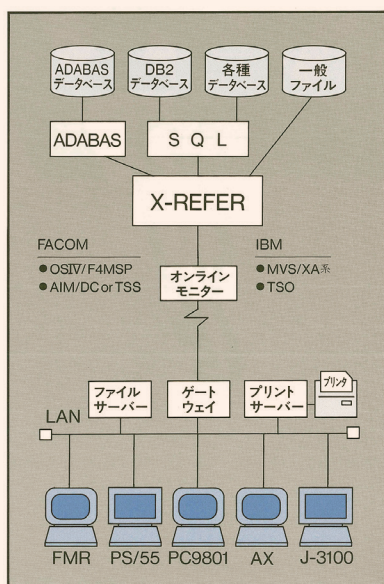 ADABAS
データベース
DB2
データベース
各種
データベース
一般
ファイル
ADABAS
S Q L
X-REFER
FACOM
● OSⅣ/F4MSP
● AIM/DC or TSS
IBM
● MVS/XA系
● TSO
オンライン
モニター
ファイル
サーバー
ゲート
ウェイ
プリント
サーバー
プリンタ
LAN
FMR
PS/55
PC9801
AX
J-3100